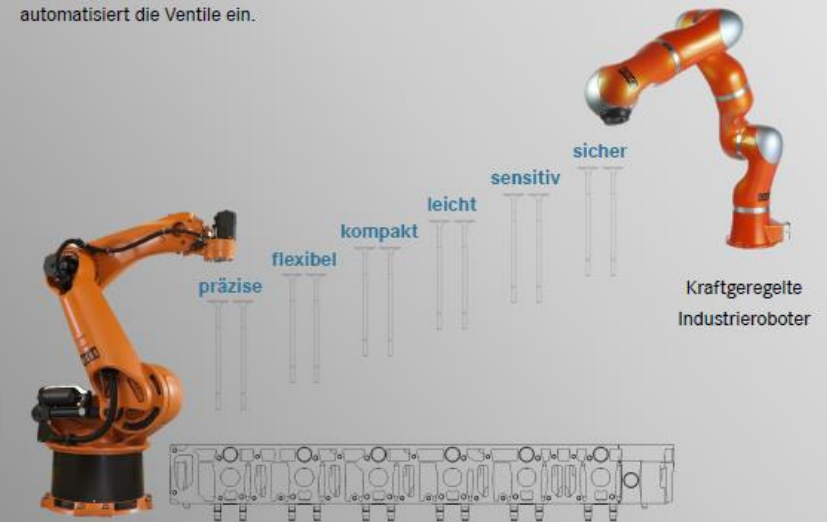 automatisiert die Ventile ein.
sicher
sensitiv
leicht
kompakt
flexibel
präzise
Kraftgeregelte
Industrieroboter